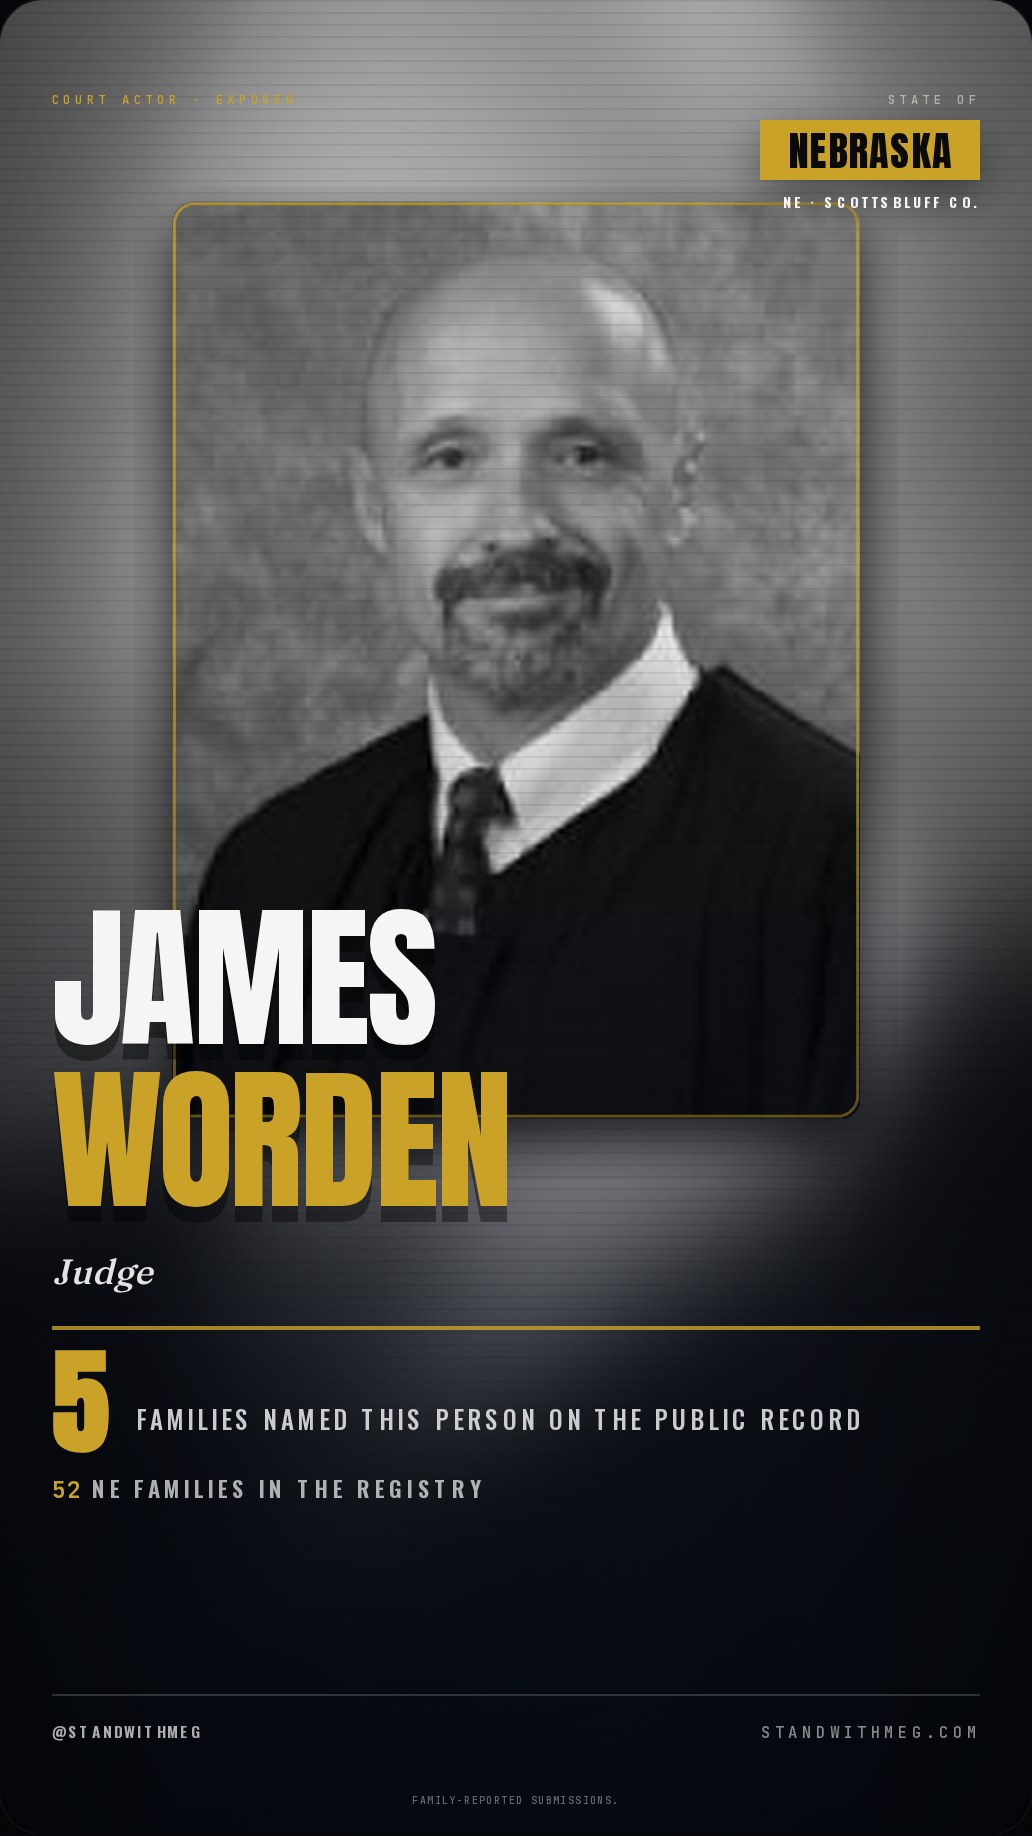 COURT ACTOR · EXPOSED
STATE OF
NEBRASKA
NE · SCOTTSBLUFF CO.
JAMES
WORDEN
Judge
5 FAMILIES NAMED THIS PERSON ON THE PUBLIC RECORD
52 NE FAMILIES IN THE REGISTRY
@STANDWITHMEG
STANDWITHMEG.COM
FAMILY-REPORTED SUBMISSIONS.